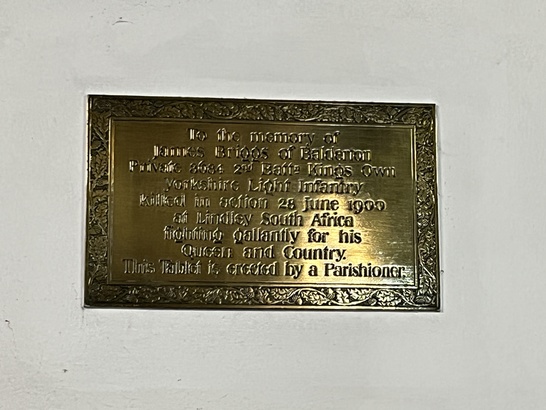 To the memory of
James Briggs of Balderton
Private 3694 2nd Battn Kings Own
Yorkshire Light Infantry
killed in action 28 June 1900
at Lindley South Africa
fighting gallantly for his
Queen and Country.
This Tablet is erected by a Parishioner.